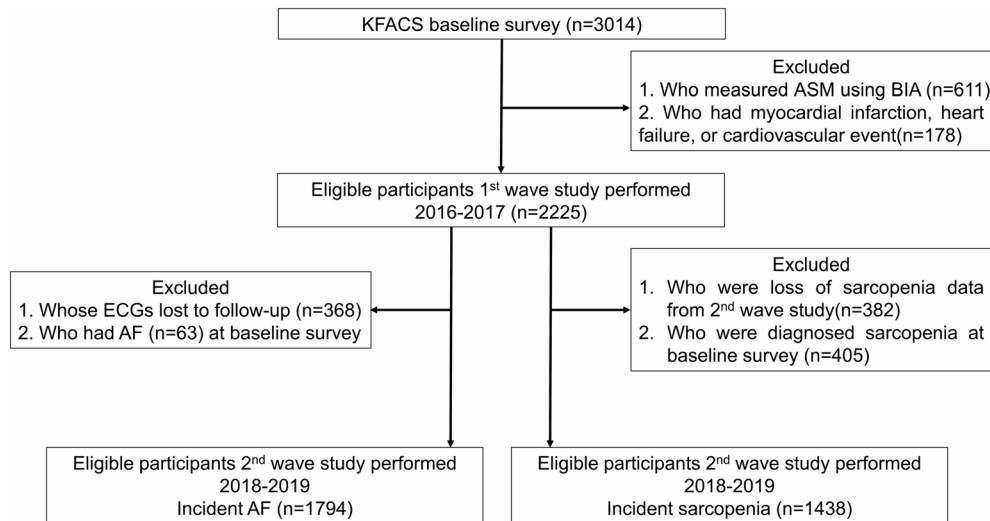 KFACS baseline survey (n=3014)
Excluded
1. Who measured ASM using BIA (n=611)
2. Who had myocardial infarction, heart
failure, or cardiovascular event(n=178)
Eligible participants 1st wave study performed
2016-2017 (n=2225)
Excluded
1. Whose ECGs lost to follow-up (n=368)
2. Who had AF (n=63) at baseline survey
Excluded
1. Who were loss of sarcopenia data
from 2nd wave study(n=382)
2. Who were diagnosed sarcopenia at
baseline survey (n=405)
Eligible participants 2nd wave study performed
2018-2019
Incident AF (n=1794)
Eligible participants 2nd wave study performed
2018-2019
Incident sarcopenia (n=1438)